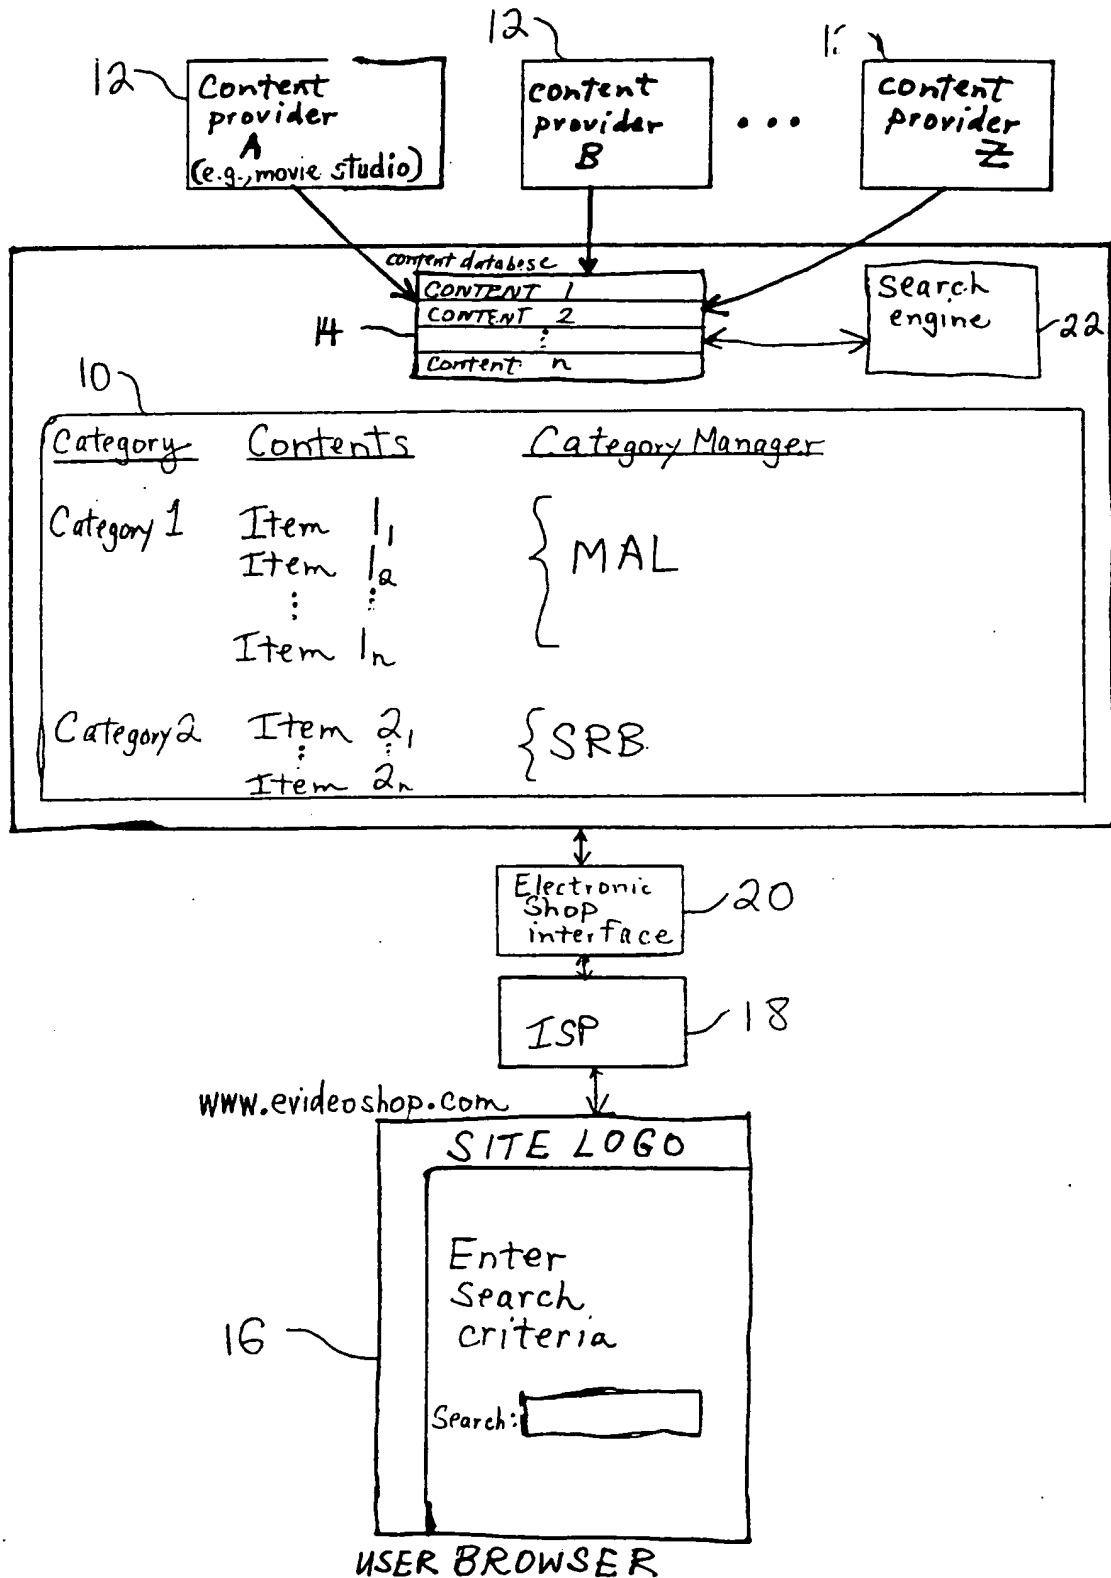 12
12
Content
provider
A
(e.g., movie studio)
content
provider
B
...
content
provider
Z
content database
CONTENT 1
CONTENT 2
Content n
14
Search
engine
22
10
Category Contents Category Manager
Category 1 Item 1₁
Item 1₂
Item 1n
MAL
Category 2 Item 2₁
Item 2n
SRB
Electronic
Shop
interface
20
ISP
18
www.evideoshop.com
SITE LOGO
Enter
Search
criteria
16
Search:
USER BROWSER